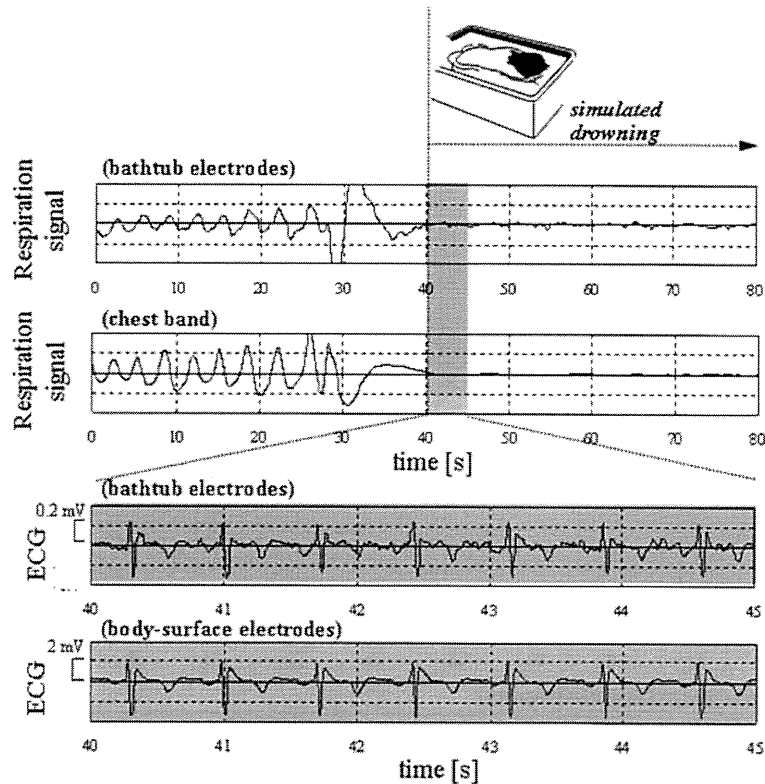 simulated
drowning
(bathtub electrodes)
Respiration
signal
0 10 20 30 40 50 60 70 80
(chest band)
Respiration
signal
0 10 20 30 40 50 60 70 80
time [s]
(bathtub electrodes)
0.2 mV
ECG
40 41 42 43 44 45
(body-surface electrodes)
2 mV
ECG
40 41 42 43 44 45
time [s]